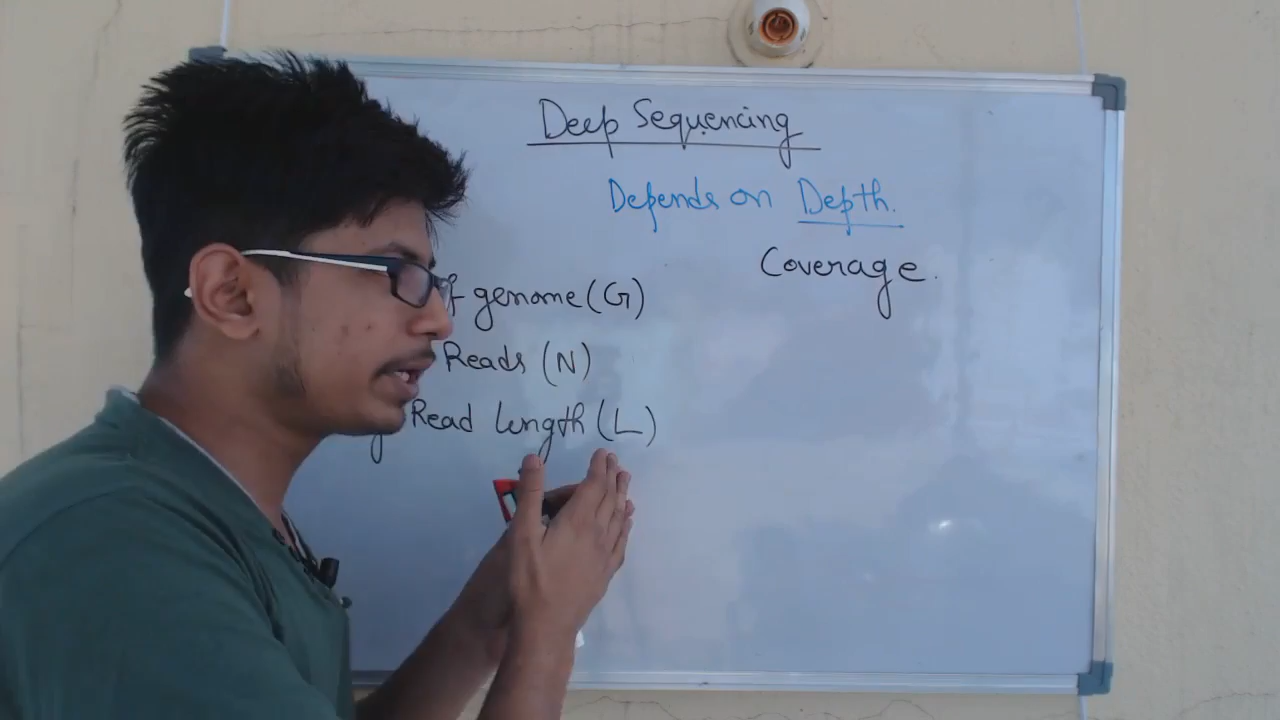 Deep Sequencing
Depends on Depth.
Coverage.
genome (G)
Reads (N)
Read length (L)